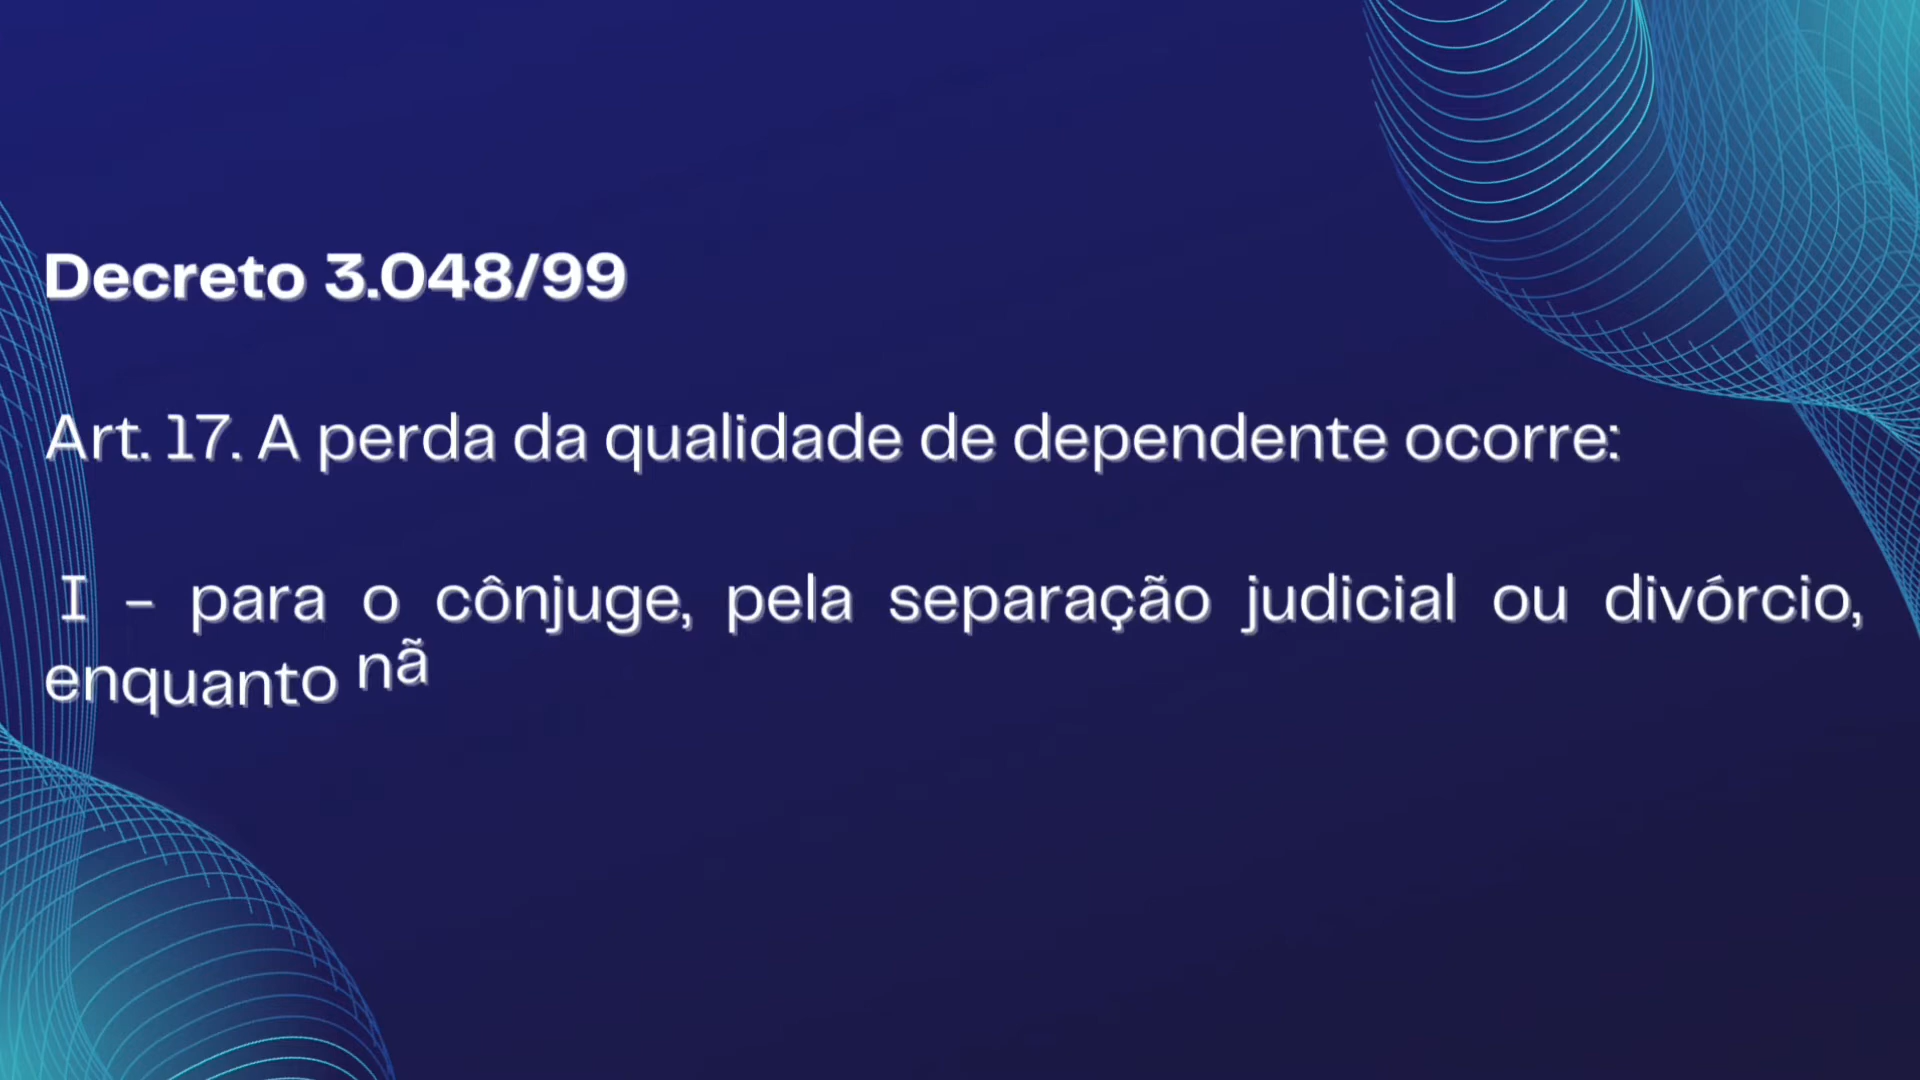 Decreto 3.048/99
Art. 17. A perda da qualidade de dependente ocorre:
I - para o cônjuge, pela separação judicial ou divórcio,
enquanto nã